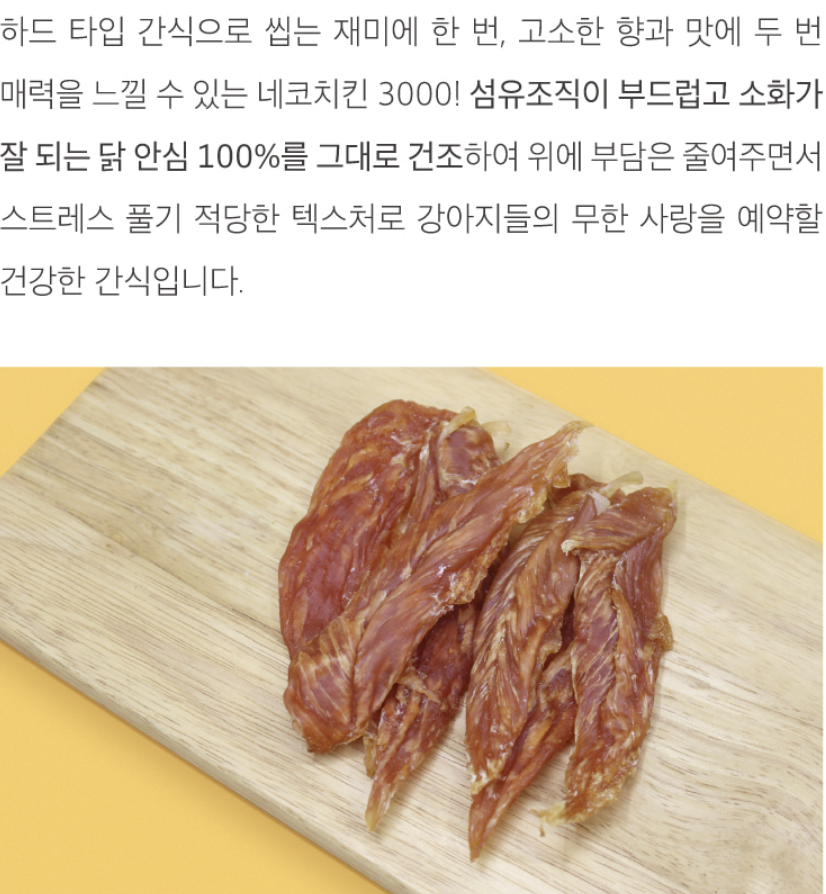 하드 타입 간식으로 씹는 재미에 한 번, 고소한 향과 맛에 두 번
매력을 느낄 수 있는 네코치킨 3000! 섬유조직이 부드럽고 소화가
잘 되는 닭 안심 100%를 그대로 건조하여 위에 부담은 줄여주면서
스트레스 풀기 적당한 텍스처로 강아지들의 무한 사랑을 예약할
건강한 간식입니다.